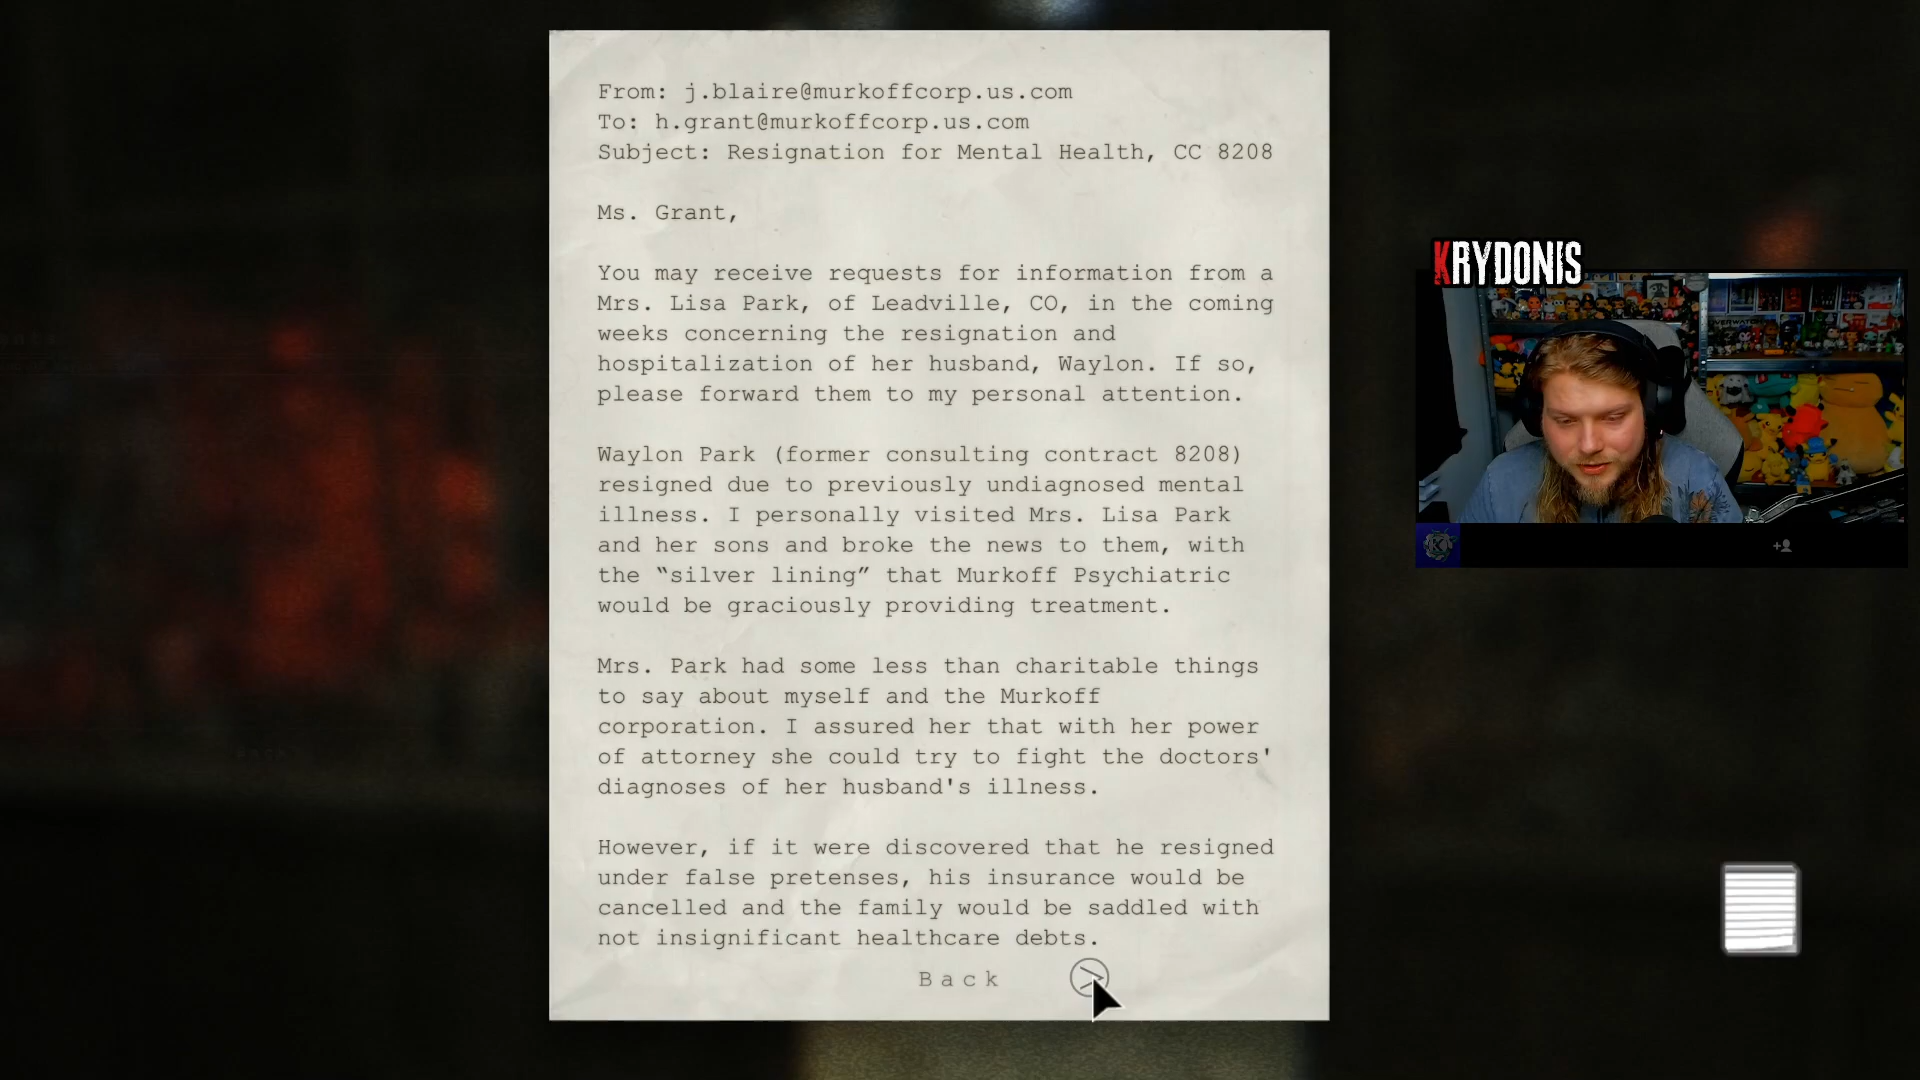 From: j.blaire@murkoffcorp.us.com
To: h.grant@murkoffcorp.us.com
Subject: Resignation for Mental Health, CC 8208
Ms. Grant,
You may receive requests for information from a
Mrs. Lisa Park, of Leadville, CO, in the coming
weeks concerning the resignation and
hospitalization of her husband, Waylon. If so,
please forward them to my personal attention.
Waylon Park (former consulting contract 8208)
resigned due to previously undiagnosed mental
illness. I personally visited Mrs. Lisa Park
and her sons and broke the news to them, with
the “silver lining” that Murkoff Psychiatric
would be graciously providing treatment.
Mrs. Park had some less than charitable things
to say about myself and the Murkoff
corporation. I assured her that with her power
of attorney she could try to fight the doctors'
diagnoses of her husband's illness.
However, if it were discovered that he resigned
under false pretenses, his insurance would be
cancelled and the family would be saddled with
not insignificant healthcare debts.
Back
KRYDONIS